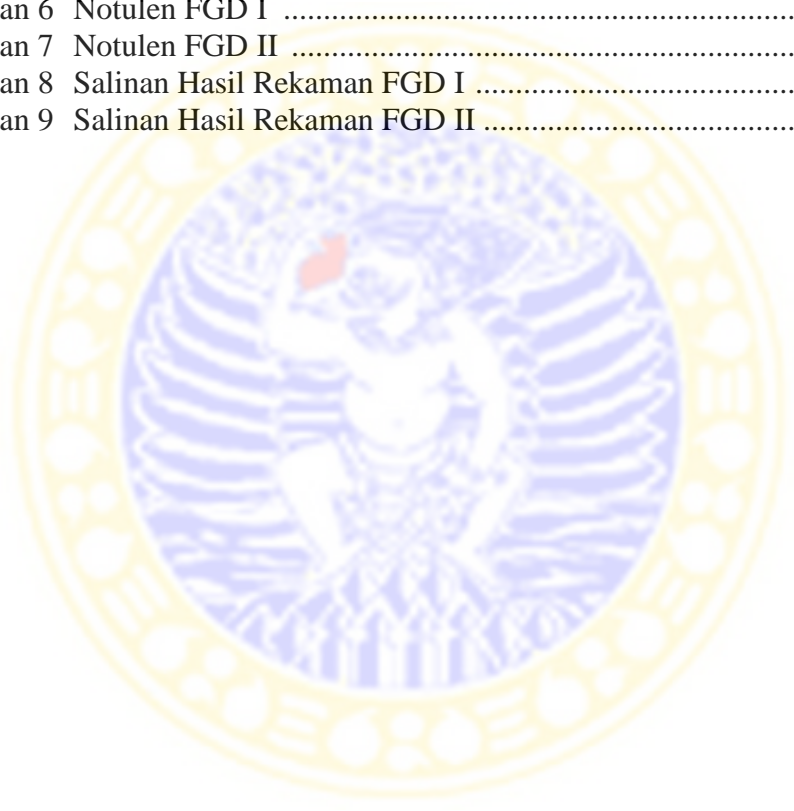 an 6 Notulen FGD I ................................................................
an 7 Notulen FGD II ...............................................................
an 8 Salinan Hasil Rekaman FGD I ........................................
an 9 Salinan Hasil Rekaman FGD II .......................................